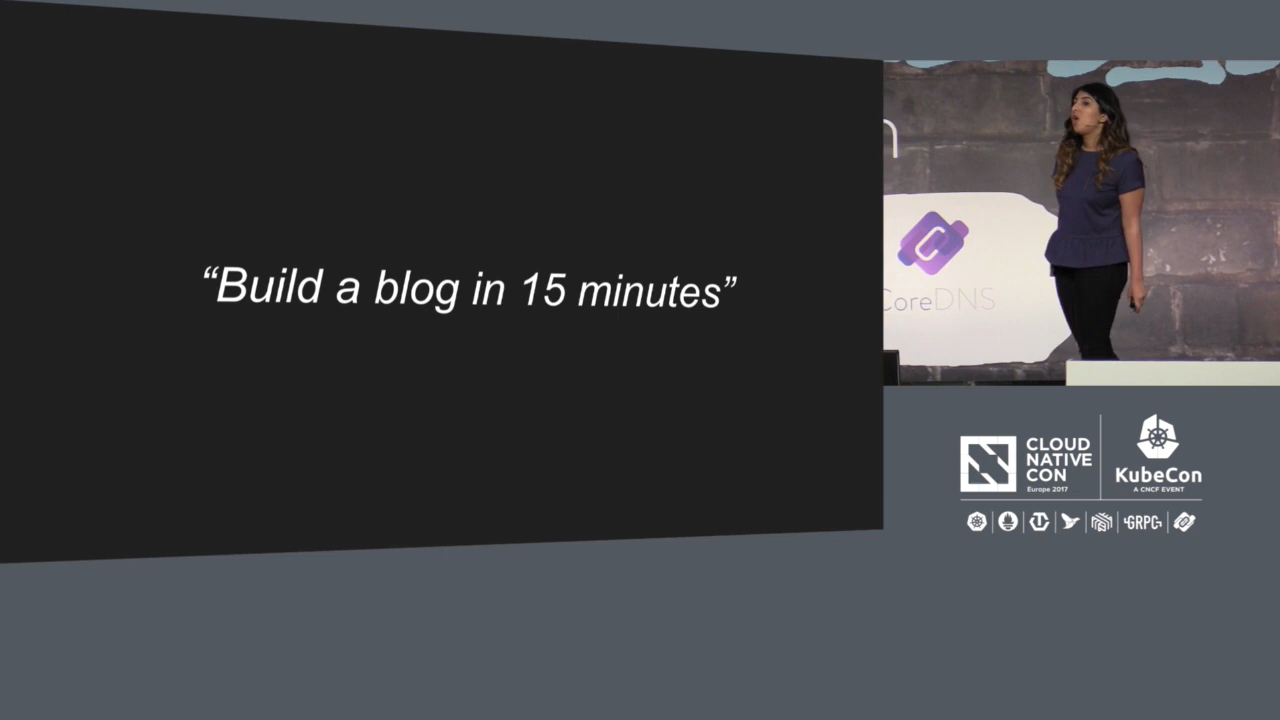 “Build a blog in 15 minutes”
n
CoreDNS
CLOUD
NATIVE
CON
Europe 2017
KubeCon
A CNCF EVENT
GRPC